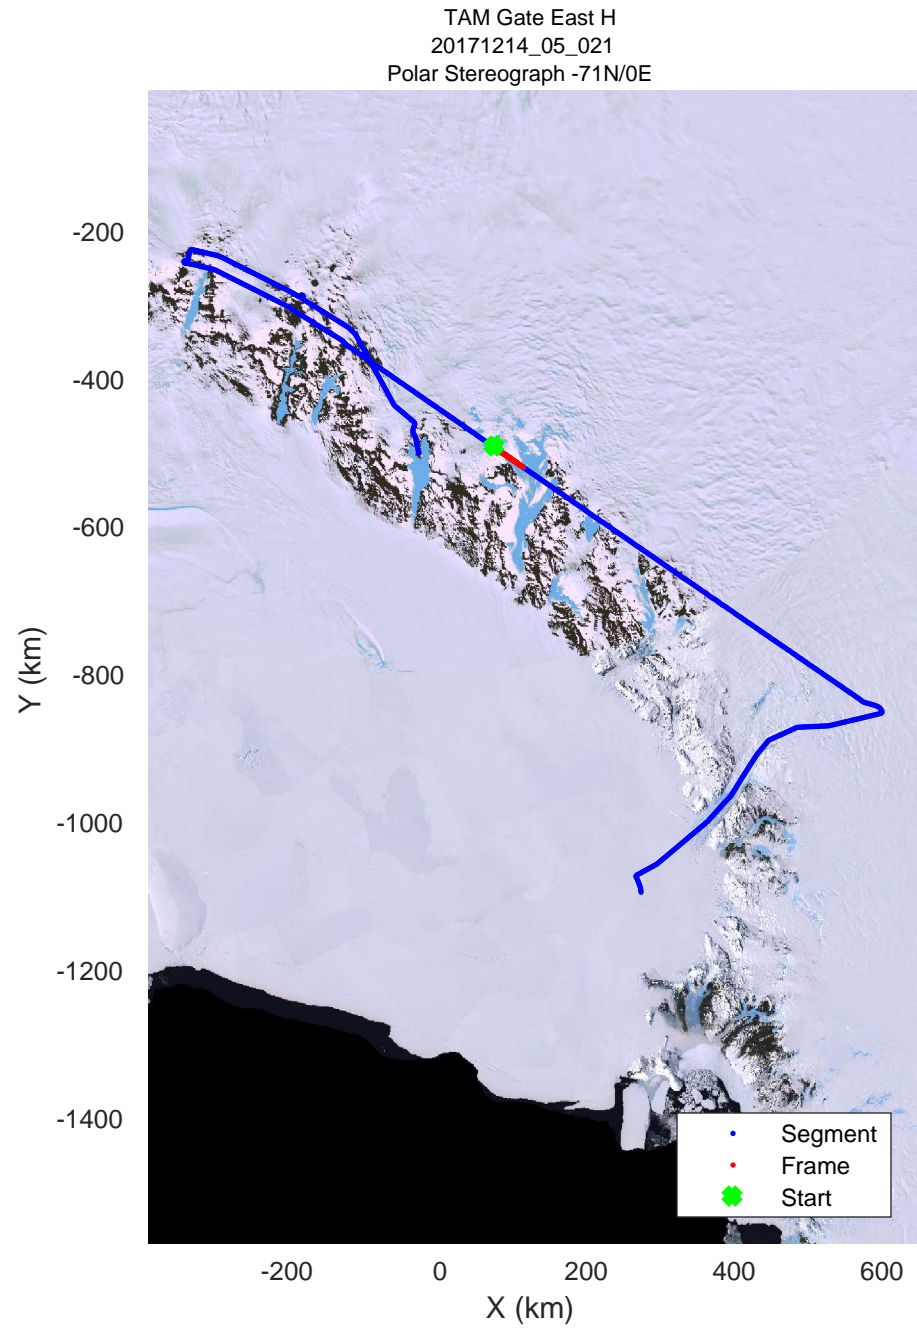 TAM Gate East H
20171214_05_021
Polar Stereograph -71N/0E
-200
-400
-600
-800
-1000
-1200
-1400
Y (km)
Segment
Frame
Start
-200 0 200 400 600
X (km)